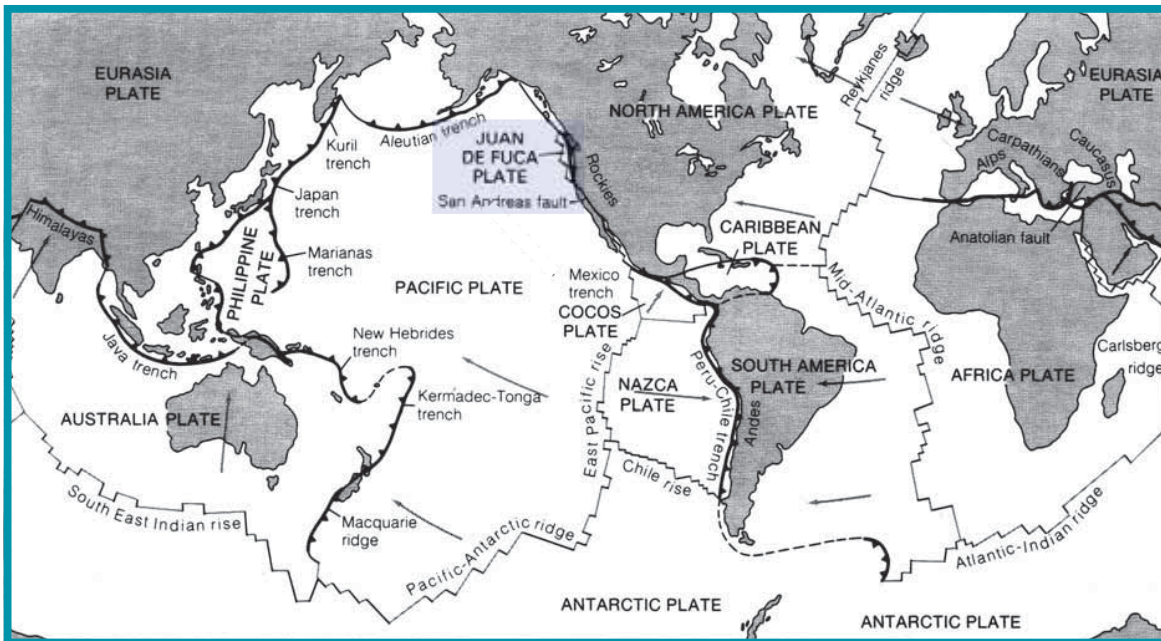 EURASIA
PLATE
Aleutian trench
Kuril
trench
Japan
trench
Himalayas
PHILIPPINE
PLATE
Marianas
trench
Java trench
PACIFIC PLATE
New Hebrides
trench
Kermadec-Tonga
trench
AUSTRALIA PLATE
South East Indian rise
Macquarie
ridge
Pacific-Antarctic ridge
JUAN
DE FUCA
PLATE
San Andreas fault
Rockies
NORTH AMERICA PLATE
Reykjanes
ridge
CARIBBEAN
PLATE
Mexico
trench
COCOS
PLATE
East Pacific rise
NAZCA
PLATE
Chile rise
Peru-Chile trench
Andes
SOUTH AMERICA
PLATE
Mid-Atlantic ridge
EURASIA
PLATE
Alps
Carpathians
Caucasus
Anatolian fault
AFRICA PLATE
Carlsberg
ridge
Atlantic-Indian ridge
ANTARCTIC PLATE
ANTARCTIC PLATE